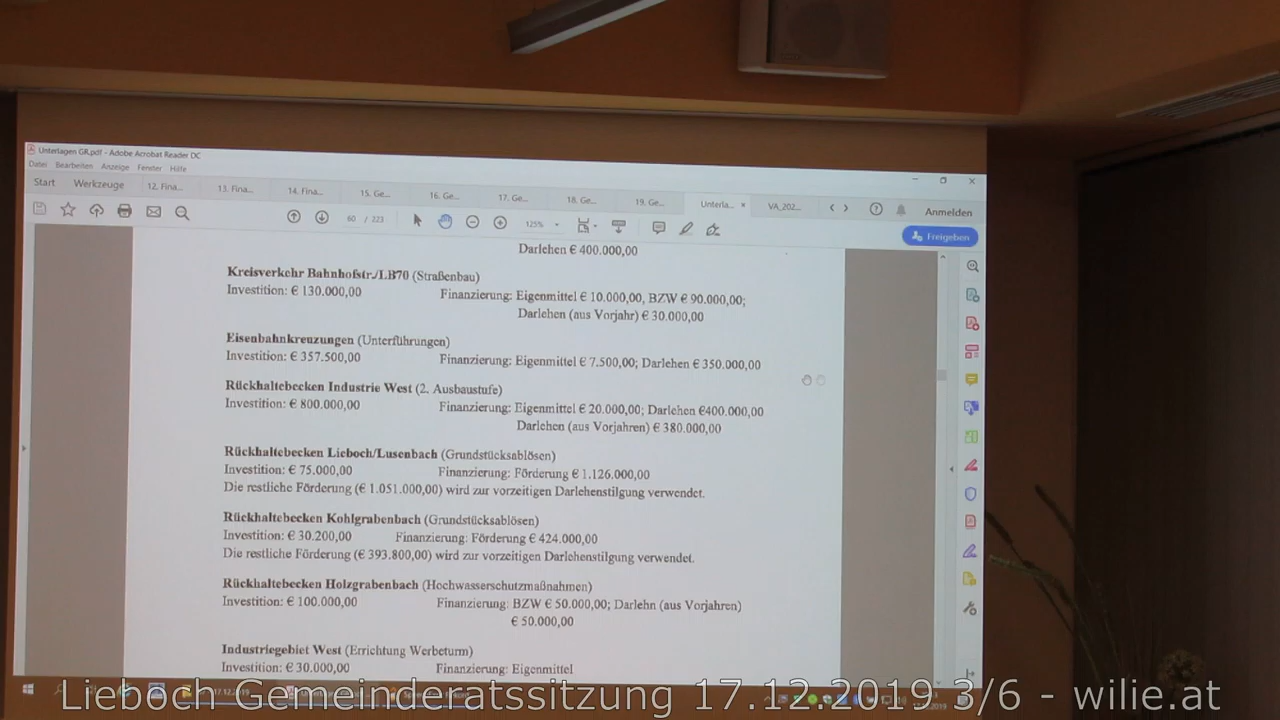 Unterlagen GR.pdf - Adobe Acrobat Reader DC
Datei Bearbeiten Anzeige Fenster Hilfe
Start Werkzeuge 12. Fina... 13. Fina... 14. Fina... 15. Ge... 16. Ge... 17. Ge... 18. Ge... 19. Ge... Unterla... × VA_202...
Anmelden
60 / 223 125%
Freigeben
Darlehen € 400.000,00
Kreisverkehr Bahnhofstr./LB70 (Straßenbau)
Investition: € 130.000,00 Finanzierung: Eigenmittel € 10.000,00, BZW € 90.000,00;
Darlehen (aus Vorjahr) € 30.000,00
Eisenbahnkreuzungen (Unterführungen)
Investition: € 357.500,00 Finanzierung: Eigenmittel € 7.500,00; Darlehen € 350.000,00
Rückhaltebecken Industrie West (2. Ausbaustufe)
Investition: € 800.000,00 Finanzierung: Eigenmittel € 20.000,00; Darlehen €400.000,00
Darlehen (aus Vorjahren) € 380.000,00
Rückhaltebecken Lieboch/Lusenbach (Grundstücksablösen)
Investition: € 75.000,00 Finanzierung: Förderung € 1.126.000,00
Die restliche Förderung (€ 1.051.000,00) wird zur vorzeitigen Darlehenstilgung verwendet.
Rückhaltebecken Kohlgrabenbach (Grundstücksablösen)
Investition: € 30.200,00 Finanzierung: Förderung € 424.000,00
Die restliche Förderung (€ 393.800,00) wird zur vorzeitigen Darlehenstilgung verwendet.
Rückhaltebecken Holzgrabenbach (Hochwasserschutzmaßnahmen)
Investition: € 100.000,00 Finanzierung: BZW € 50.000,00; Darlehn (aus Vorjahren)
€ 50.000,00
Industriegebiet West (Errichtung Werbeturm)
Investition: € 30.000,00 Finanzierung: Eigenmittel
Lieboch Gemeinderatssitzung 17.12.2019 3/6 - wilie.at